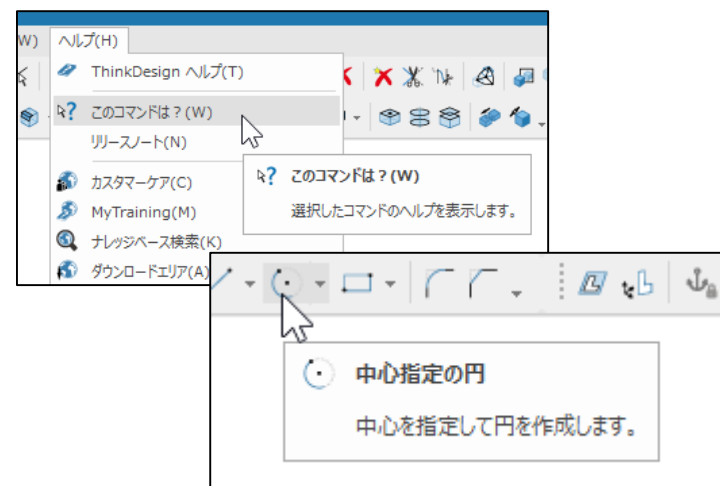 W) ヘルプ(H)
ThinkDesign ヘルプ(T)
このコマンドは？(W)
リリースノート(N)
このコマンドは？(W)
選択したコマンドのヘルプを表示します。
カスタマーケア(C)
MyTraining(M)
ナレッジベース検索(K)
ダウンロードエリア(A)
中心指定の円
中心を指定して円を作成します。